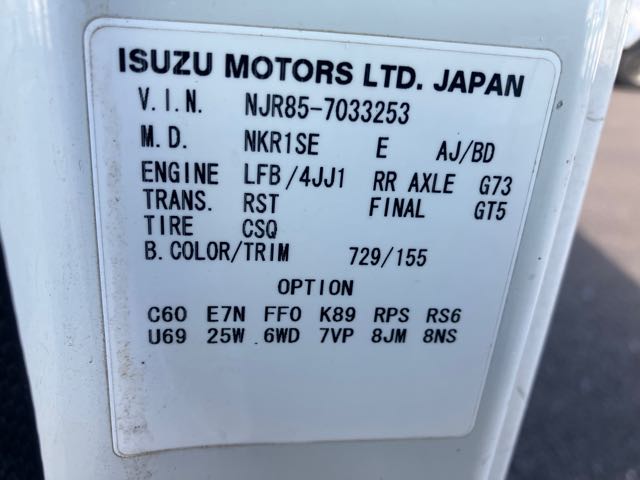 ISUZU MOTORS LTD. JAPAN
V.I.N. NJR85-7033253
M.D. NKR1SE E AJ/BD
ENGINE LFB/4JJ1 RR AXLE G73
TRANS. RST FINAL GT5
TIRE CSQ
B.COLOR/TRIM 729/155
OPTION
C60 E7N FF0 K89 RPS RS6
U69 25W 6WD 7VP 8JM 8NS